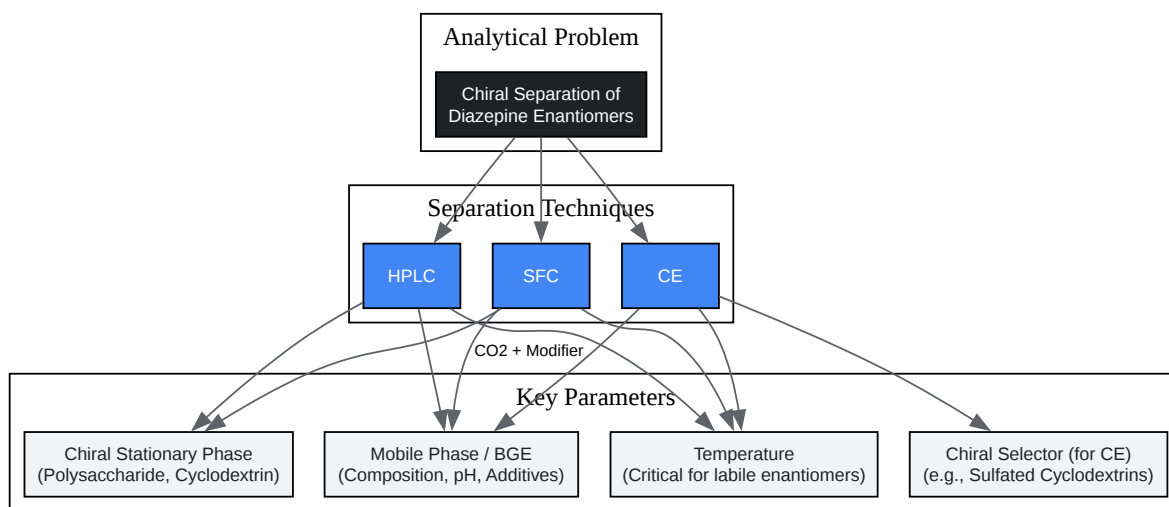 Analytical Problem
Chiral Separation of
Diazepine Enantiomers
Separation Techniques
HPLC
SFC
CE
CO2 + Modifier
Key Parameters
Chiral Stationary Phase
(Polysaccharide, Cyclodextrin)
Mobile Phase / BGE
(Composition, pH, Additives)
Temperature
(Critical for labile enantiomers)
Chiral Selector (for CE)
(e.g., Sulfated Cyclodextrins)